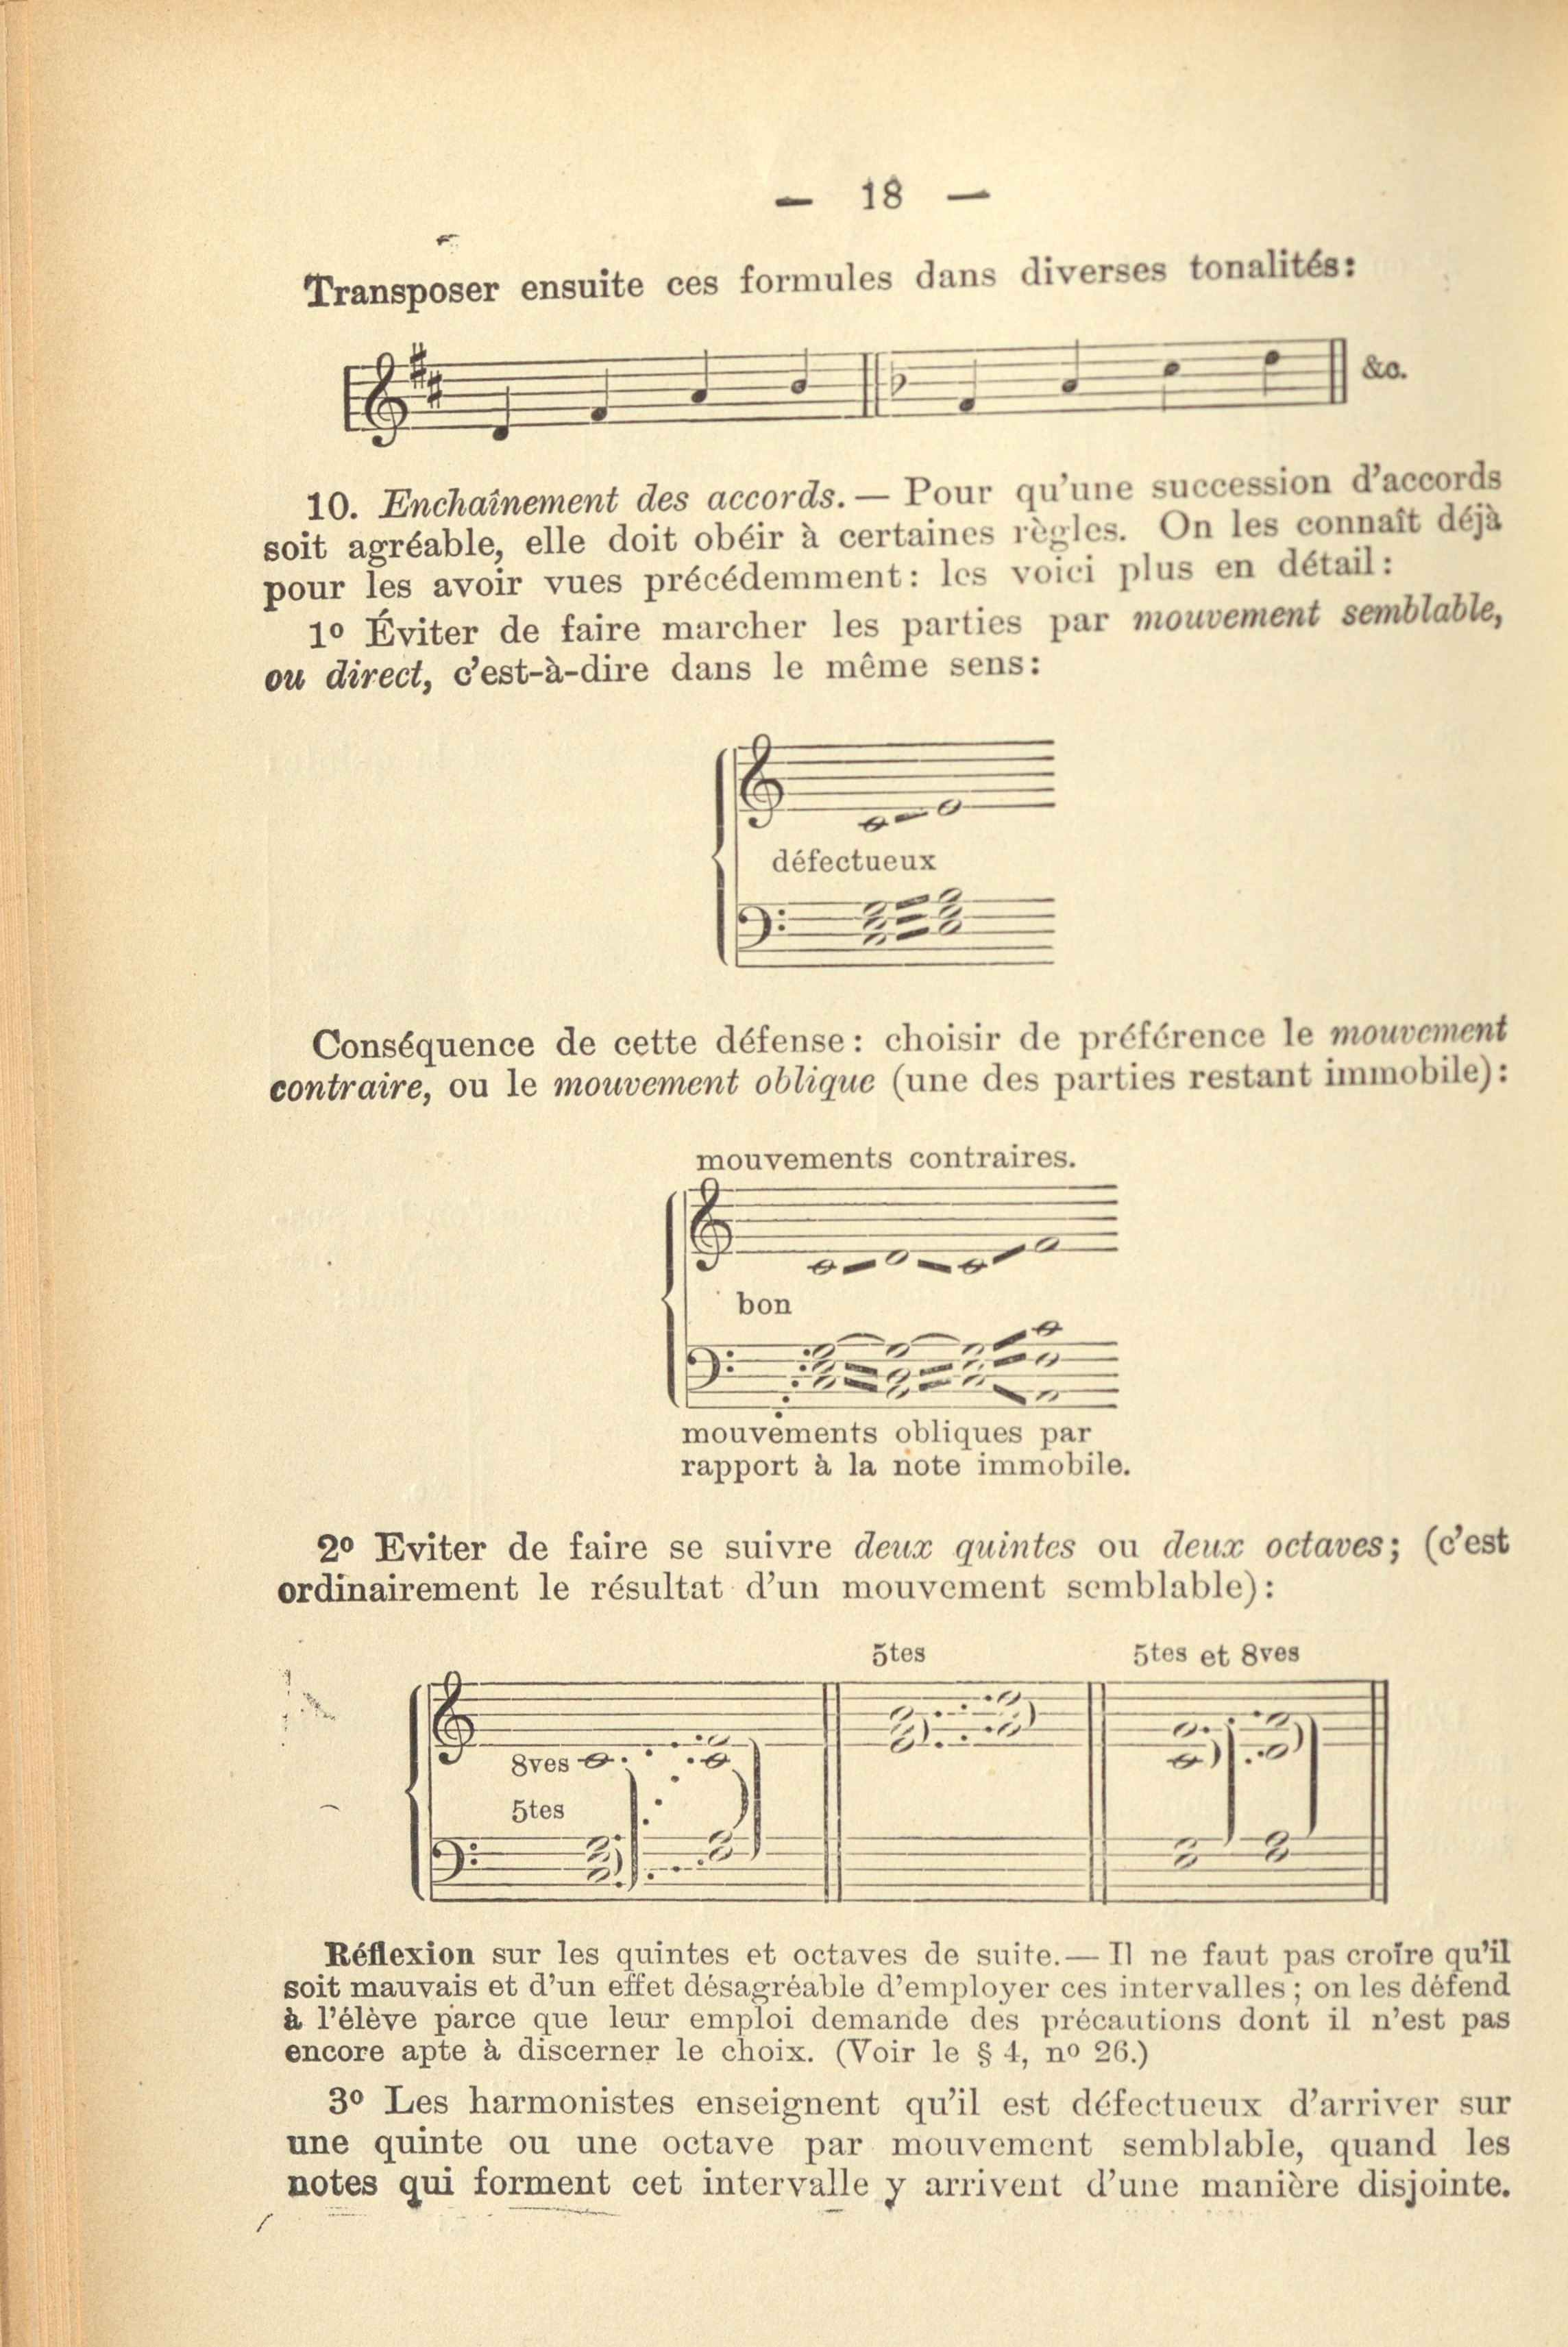 — 18 —
Transposer ensuite ces formules dans diverses tonalités:
&c.
10. Enchaînement des accords. — Pour qu'une succession d'accords
soit agréable, elle doit obéir à certaines règles. On les connaît déjà
pour les avoir vues précédemment: les voici plus en détail:
1º Éviter de faire marcher les parties par mouvement semblable,
ou direct, c'est-à-dire dans le même sens:
défectueux
Conséquence de cette défense: choisir de préférence le mouvement
contraire, ou le mouvement oblique (une des parties restant immobile):
mouvements contraires.
bon
mouvements obliques par
rapport à la note immobile.
2º Eviter de faire se suivre deux quintes ou deux octaves; (c'est
ordinairement le résultat d'un mouvement semblable):
5tes 5tes et 8ves
8ves
5tes
Réflexion sur les quintes et octaves de suite. — Il ne faut pas croire qu'il
soit mauvais et d'un effet désagréable d'employer ces intervalles; on les défend
à l'élève parce que leur emploi demande des précautions dont il n'est pas
encore apte à discerner le choix. (Voir le § 4, nº 26.)
3º Les harmonistes enseignent qu'il est défectueux d'arriver sur
une quinte ou une octave par mouvement semblable, quand les
notes qui forment cet intervalle y arrivent d'une manière disjointe.